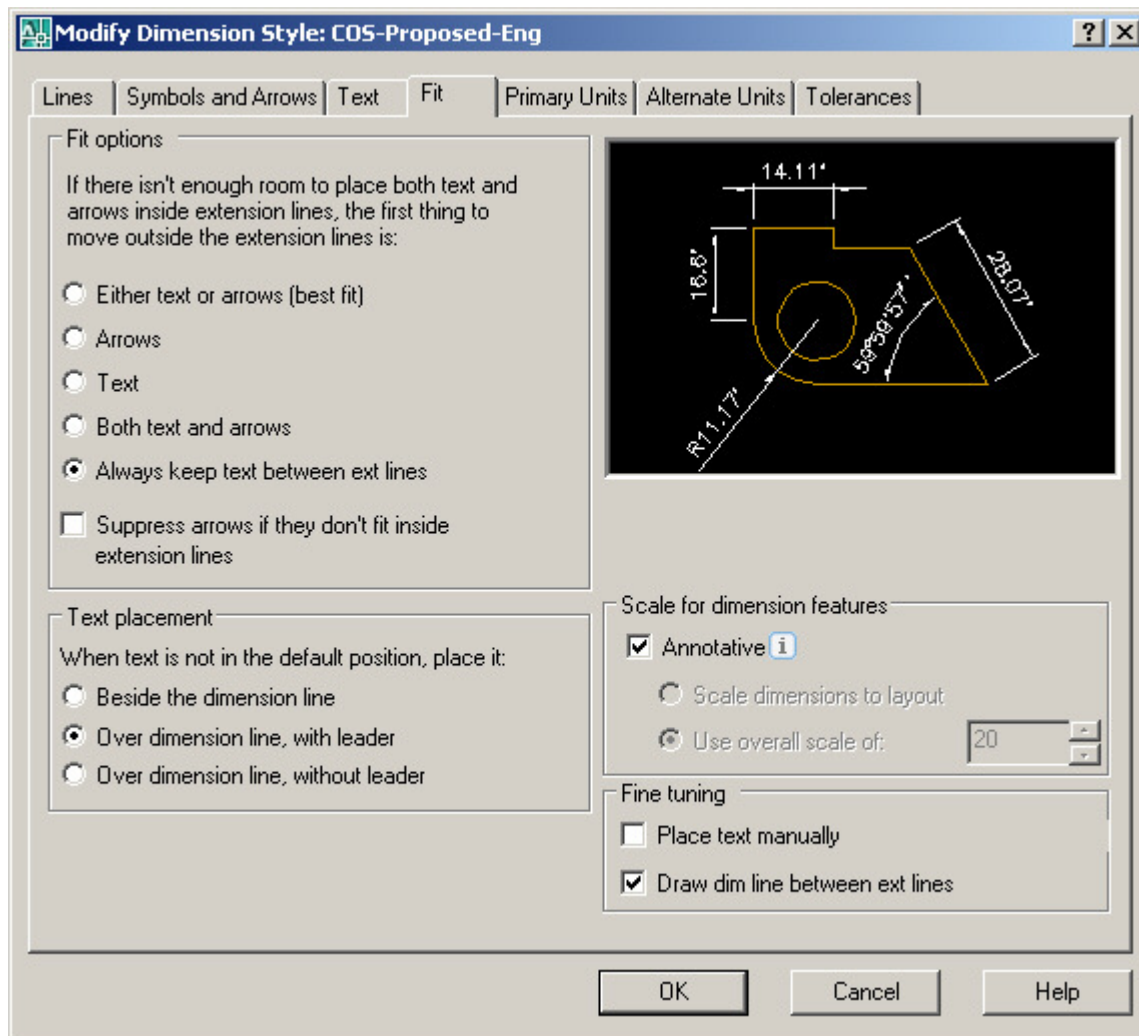 Modify Dimension Style: COS-Proposed-Eng
Lines Symbols and Arrows Text Fit Primary Units Alternate Units Tolerances
Fit options
If there isn't enough room to place both text and
arrows inside extension lines, the first thing to
move outside the extension lines is:
Either text or arrows (best fit)
Arrows
Text
Both text and arrows
Always keep text between ext lines
Suppress arrows if they don't fit inside
extension lines
Text placement
When text is not in the default position, place it:
Beside the dimension line
Over dimension line, with leader
Over dimension line, without leader
14.11'
16.6'
28.07'
59°59'57"
R11.17'
Scale for dimension features
Annotative
Scale dimensions to layout
Use overall scale of: 20
Fine tuning
Place text manually
Draw dim line between ext lines
OK Cancel Help